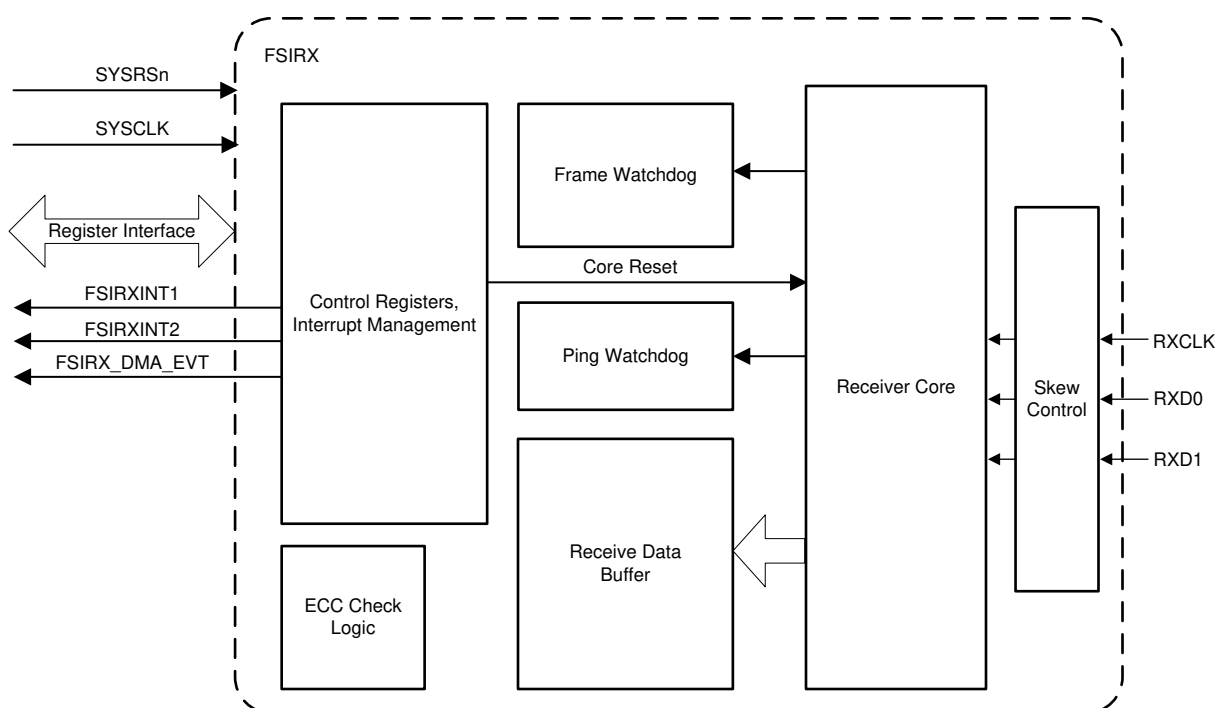 FSIRX
SYSRSn
SYSCLK
Register Interface
FSIRXINT1
FSIRXINT2
FSIRX_DMA_EVT
Control Registers,
Interrupt Management
ECC Check
Logic
Frame Watchdog
Core Reset
Ping Watchdog
Receive Data
Buffer
Receiver Core
Skew
Control
RXCLK
RXD0
RXD1